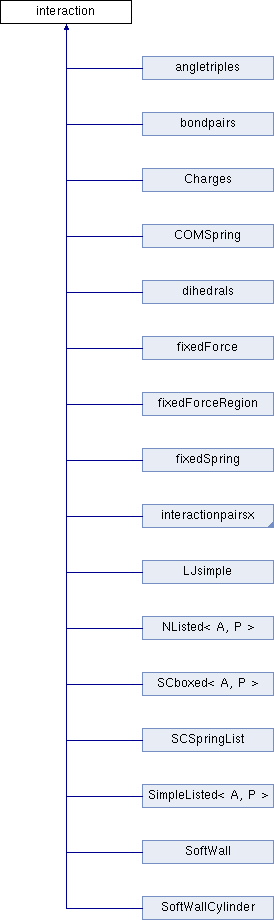 interaction
angletriples
bondpairs
Charges
COMSpring
dihedrals
fixedForce
fixedForceRegion
fixedSpring
interactionpairsx
LJsimple
NListed< A, P >
SCboxed< A, P >
SCSpringList
SimpleListed< A, P >
SoftWall
SoftWallCylinder